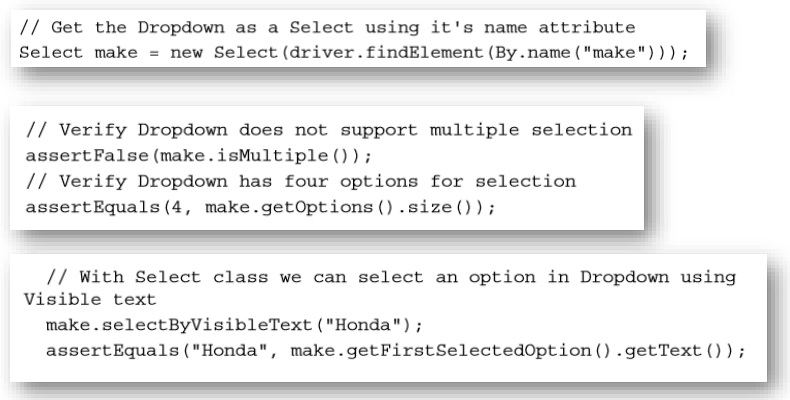 // Get the Dropdown as a Select using it's name attribute
Select make = new Select(driver.findElement(By.name("make")));
// Verify Dropdown does not support multiple selection
assertFalse(make.isMultiple());
// Verify Dropdown has four options for selection
assertEquals(4, make.getOptions().size());
// With Select class we can select an option in Dropdown using
Visible text
make.selectByVisibleText("Honda");
assertEquals("Honda", make.getFirstSelectedOption().getText());